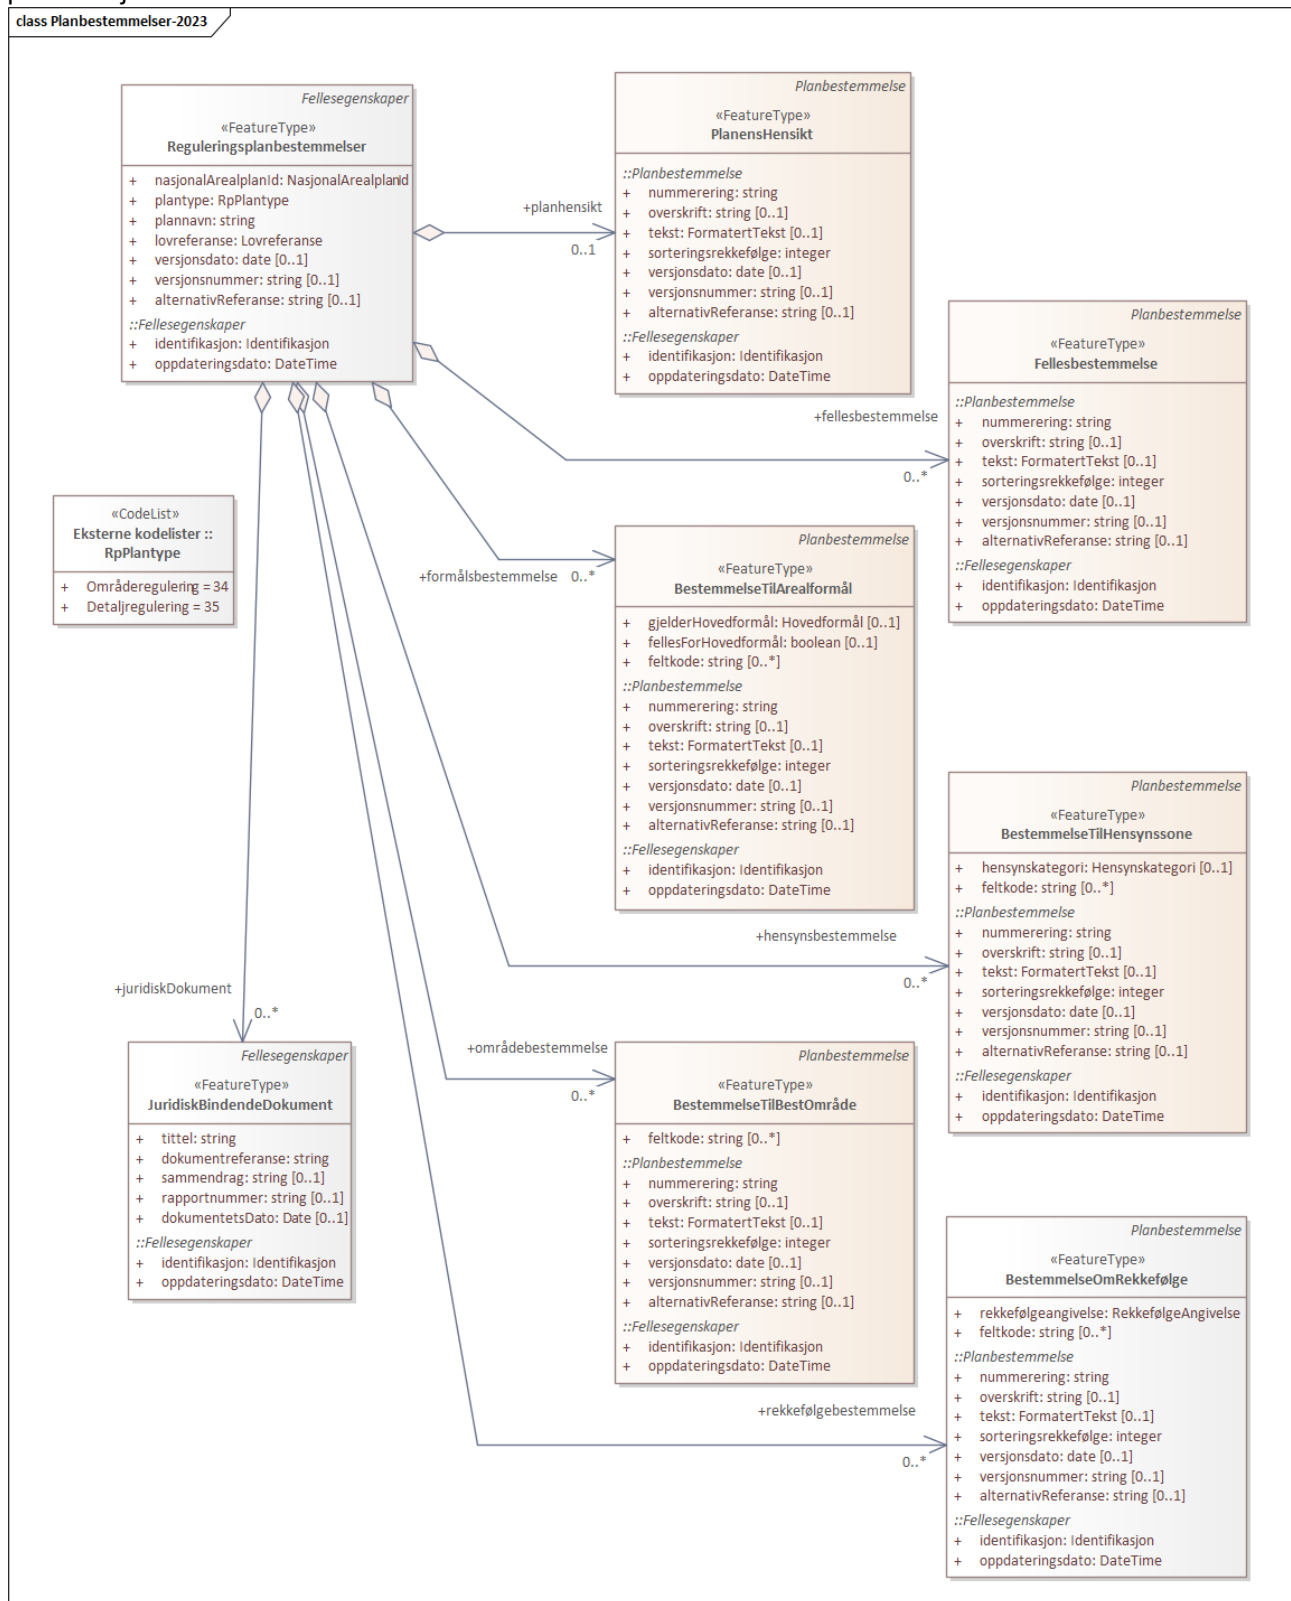 class Planbestemmelser-2023
Fellesegenskaper
«FeatureType»
Reguleringsplanbestemmelser
+ nasjonalArealplanId: NasjonalArealplanId
+ plantype: RpPlantype
+ plannavn: string
+ lovreferanse: Lovreferanse
+ versjonsdato: date [0..1]
+ versjonsnummer: string [0..1]
+ alternativReferanse: string [0..1]
::Fellesegenskaper
+ identifikasjon: Identifikasjon
+ oppdateringsdato: DateTime
+planhensikt
0..1
Planbestemmelse
«FeatureType»
PlanensHensikt
::Planbestemmelse
+ nummerering: string
+ overskrift: string [0..1]
+ tekst: FormatertTekst [0..1]
+ sorteringsrekkefølge: integer
+ versjonsdato: date [0..1]
+ versjonsnummer: string [0..1]
+ alternativReferanse: string [0..1]
::Fellesegenskaper
+ identifikasjon: Identifikasjon
+ oppdateringsdato: DateTime
+fellesbestemmelse
0..*
Planbestemmelse
«FeatureType»
Fellesbestemmelse
::Planbestemmelse
+ nummerering: string
+ overskrift: string [0..1]
+ tekst: FormatertTekst [0..1]
+ sorteringsrekkefølge: integer
+ versjonsdato: date [0..1]
+ versjonsnummer: string [0..1]
+ alternativReferanse: string [0..1]
::Fellesegenskaper
+ identifikasjon: Identifikasjon
+ oppdateringsdato: DateTime
«CodeList»
Eksterne kodelister ::
RpPlantype
+ Områderegulering = 34
+ Detaljregulering = 35
+formålsbestemmelse 0..*
Planbestemmelse
«FeatureType»
BestemmelseTilArealformål
+ gjelderHovedformål: Hovedformål [0..1]
+ fellesForHovedformål: boolean [0..1]
+ feltkode: string [0..*]
::Planbestemmelse
+ nummerering: string
+ overskrift: string [0..1]
+ tekst: FormatertTekst [0..1]
+ sorteringsrekkefølge: integer
+ versjonsdato: date [0..1]
+ versjonsnummer: string [0..1]
+ alternativReferanse: string [0..1]
::Fellesegenskaper
+ identifikasjon: Identifikasjon
+ oppdateringsdato: DateTime
+hensynsbestemmelse
0..*
Planbestemmelse
«FeatureType»
BestemmelseTilHensynssone
+ hensynskategori: Hensynskategori [0..1]
+ feltkode: string [0..*]
::Planbestemmelse
+ nummerering: string
+ overskrift: string [0..1]
+ tekst: FormatertTekst [0..1]
+ sorteringsrekkefølge: integer
+ versjonsdato: date [0..1]
+ versjonsnummer: string [0..1]
+ alternativReferanse: string [0..1]
::Fellesegenskaper
+ identifikasjon: Identifikasjon
+ oppdateringsdato: DateTime
+juridiskDokument
0..*
Fellesegenskaper
«FeatureType»
JuridiskBindendeDokument
+ tittel: string
+ dokumentreferanse: string
+ sammendrag: string [0..1]
+ rapportnummer: string [0..1]
+ dokumentetsDato: Date [0..1]
::Fellesegenskaper
+ identifikasjon: Identifikasjon
+ oppdateringsdato: DateTime
+områdebestemmelse
0..*
Planbestemmelse
«FeatureType»
BestemmelseTilBestOmråde
+ feltkode: string [0..*]
::Planbestemmelse
+ nummerering: string
+ overskrift: string [0..1]
+ tekst: FormatertTekst [0..1]
+ sorteringsrekkefølge: integer
+ versjonsdato: date [0..1]
+ versjonsnummer: string [0..1]
+ alternativReferanse: string [0..1]
::Fellesegenskaper
+ identifikasjon: Identifikasjon
+ oppdateringsdato: DateTime
+rekkefølgebestemmelse
0..*
Planbestemmelse
«FeatureType»
BestemmelseOmRekkefølge
+ rekkefølgeangivelse: RekkefølgeAngivelse
+ feltkode: string [0..*]
::Planbestemmelse
+ nummerering: string
+ overskrift: string [0..1]
+ tekst: FormatertTekst [0..1]
+ sorteringsrekkefølge: integer
+ versjonsdato: date [0..1]
+ versjonsnummer: string [0..1]
+ alternativReferanse: string [0..1]
::Fellesegenskaper
+ identifikasjon: Identifikasjon
+ oppdateringsdato: DateTime